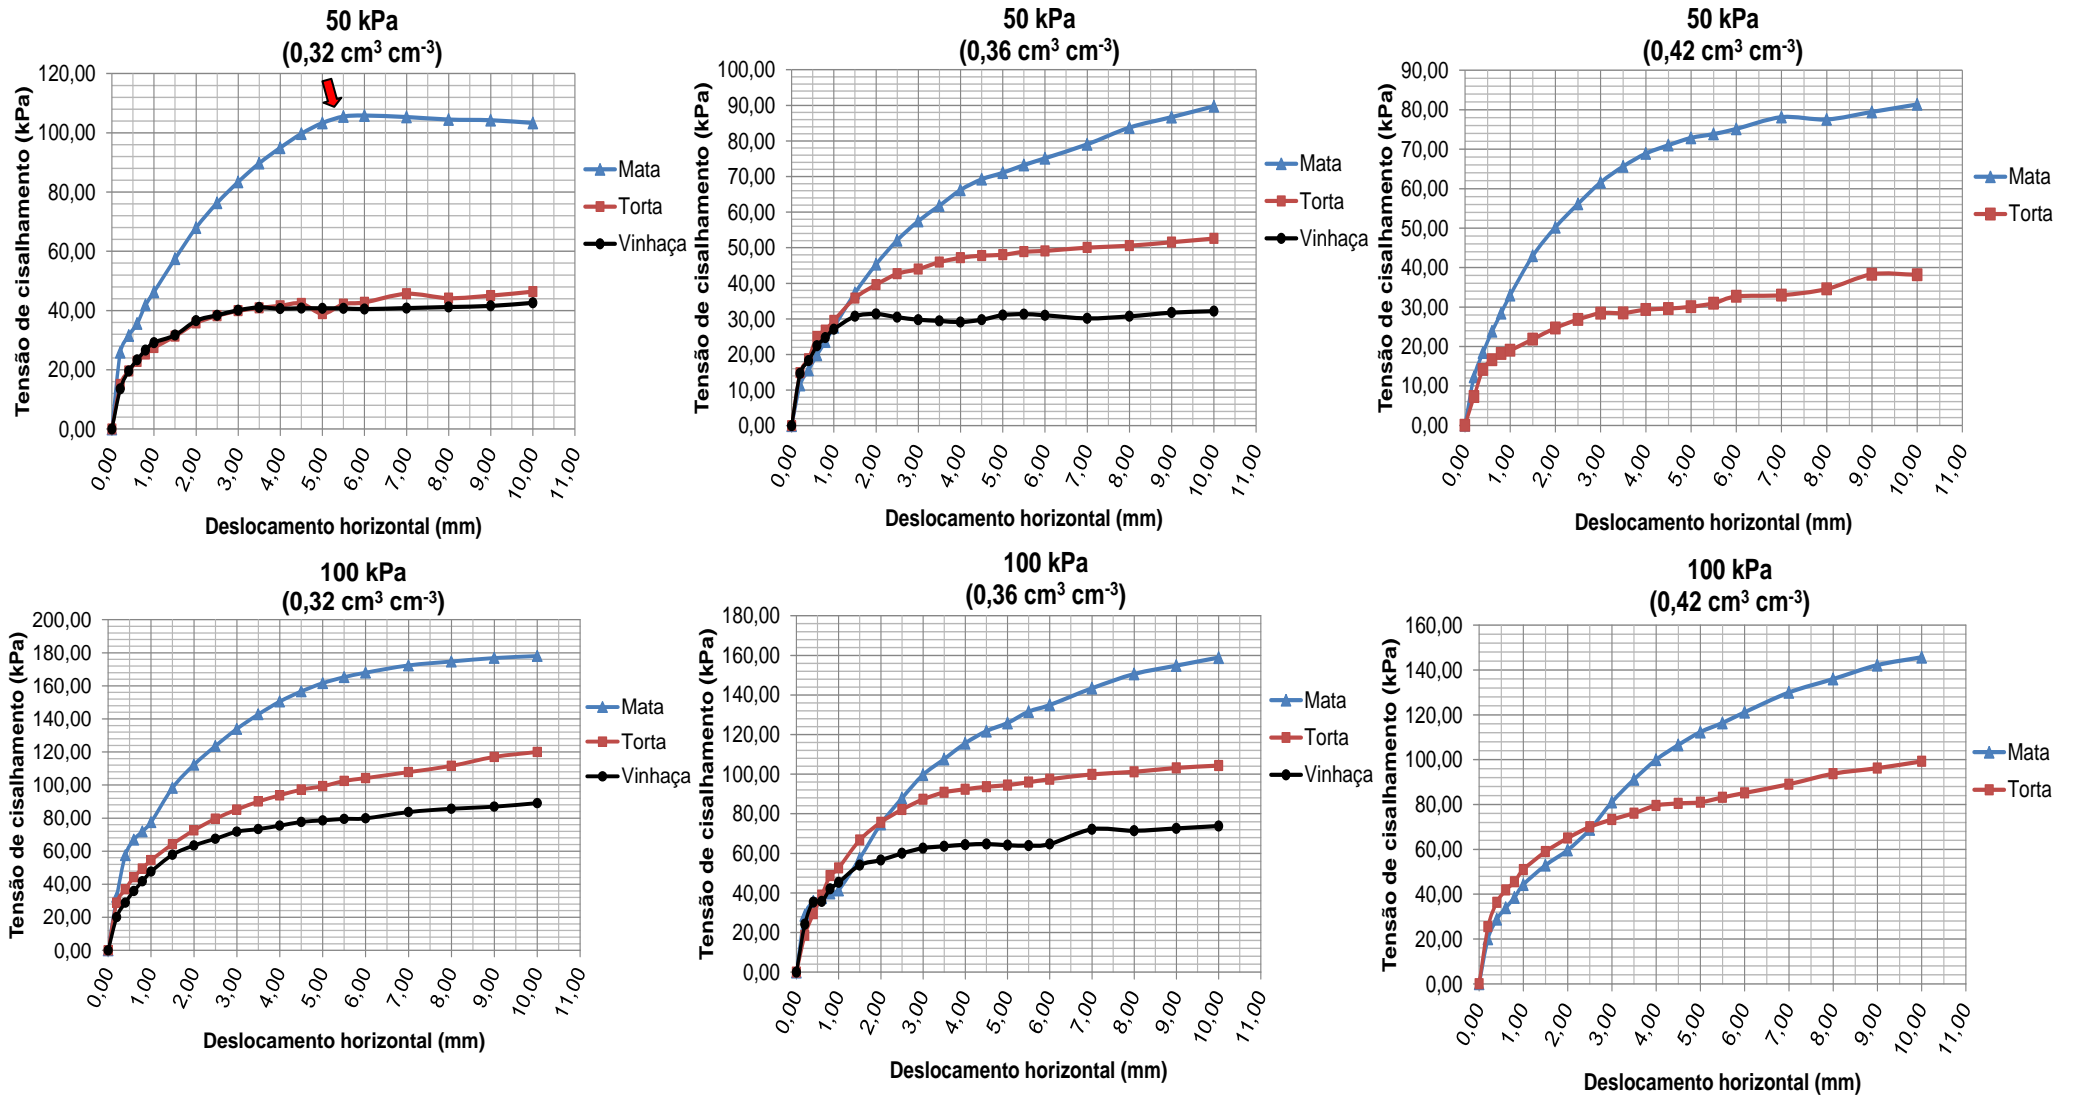 50 kPa
(0,32 cm³ cm⁻³)
Tensão de cisalhamento (kPa)
120,00
100,00
80,00
60,00
40,00
20,00
0,00
0,00 1,00 2,00 3,00 4,00 5,00 6,00 7,00 8,00 9,00 10,00 11,00
Deslocamento horizontal (mm)
Mata
Torta
Vinhaça
50 kPa
(0,36 cm³ cm⁻³)
Tensão de cisalhamento (kPa)
100,00
90,00
80,00
70,00
60,00
50,00
40,00
30,00
20,00
10,00
0,00
0,00 1,00 2,00 3,00 4,00 5,00 6,00 7,00 8,00 9,00 10,00 11,00
Deslocamento horizontal (mm)
Mata
Torta
Vinhaça
50 kPa
(0,42 cm³ cm⁻³)
Tensão de cisalhamento (kPa)
90,00
80,00
70,00
60,00
50,00
40,00
30,00
20,00
10,00
0,00
0,00 1,00 2,00 3,00 4,00 5,00 6,00 7,00 8,00 9,00 10,00 11,00
Deslocamento horizontal (mm)
Mata
Torta
100 kPa
(0,32 cm³ cm⁻³)
Tensão de cisalhamento (kPa)
200,00
180,00
160,00
140,00
120,00
100,00
80,00
60,00
40,00
20,00
0,00
0,00 1,00 2,00 3,00 4,00 5,00 6,00 7,00 8,00 9,00 10,00 11,00
Deslocamento horizontal (mm)
Mata
Torta
Vinhaça
100 kPa
(0,36 cm³ cm⁻³)
Tensão de cisalhamento (kPa)
180,00
160,00
140,00
120,00
100,00
80,00
60,00
40,00
20,00
0,00
0,00 1,00 2,00 3,00 4,00 5,00 6,00 7,00 8,00 9,00 10,00 11,00
Deslocamento horizontal (mm)
Mata
Torta
Vinhaça
100 kPa
(0,42 cm³ cm⁻³)
Tensão de cisalhamento (kPa)
160,00
140,00
120,00
100,00
80,00
60,00
40,00
20,00
0,00
0,00 1,00 2,00 3,00 4,00 5,00 6,00 7,00 8,00 9,00 10,00 11,00
Deslocamento horizontal (mm)
Mata
Torta